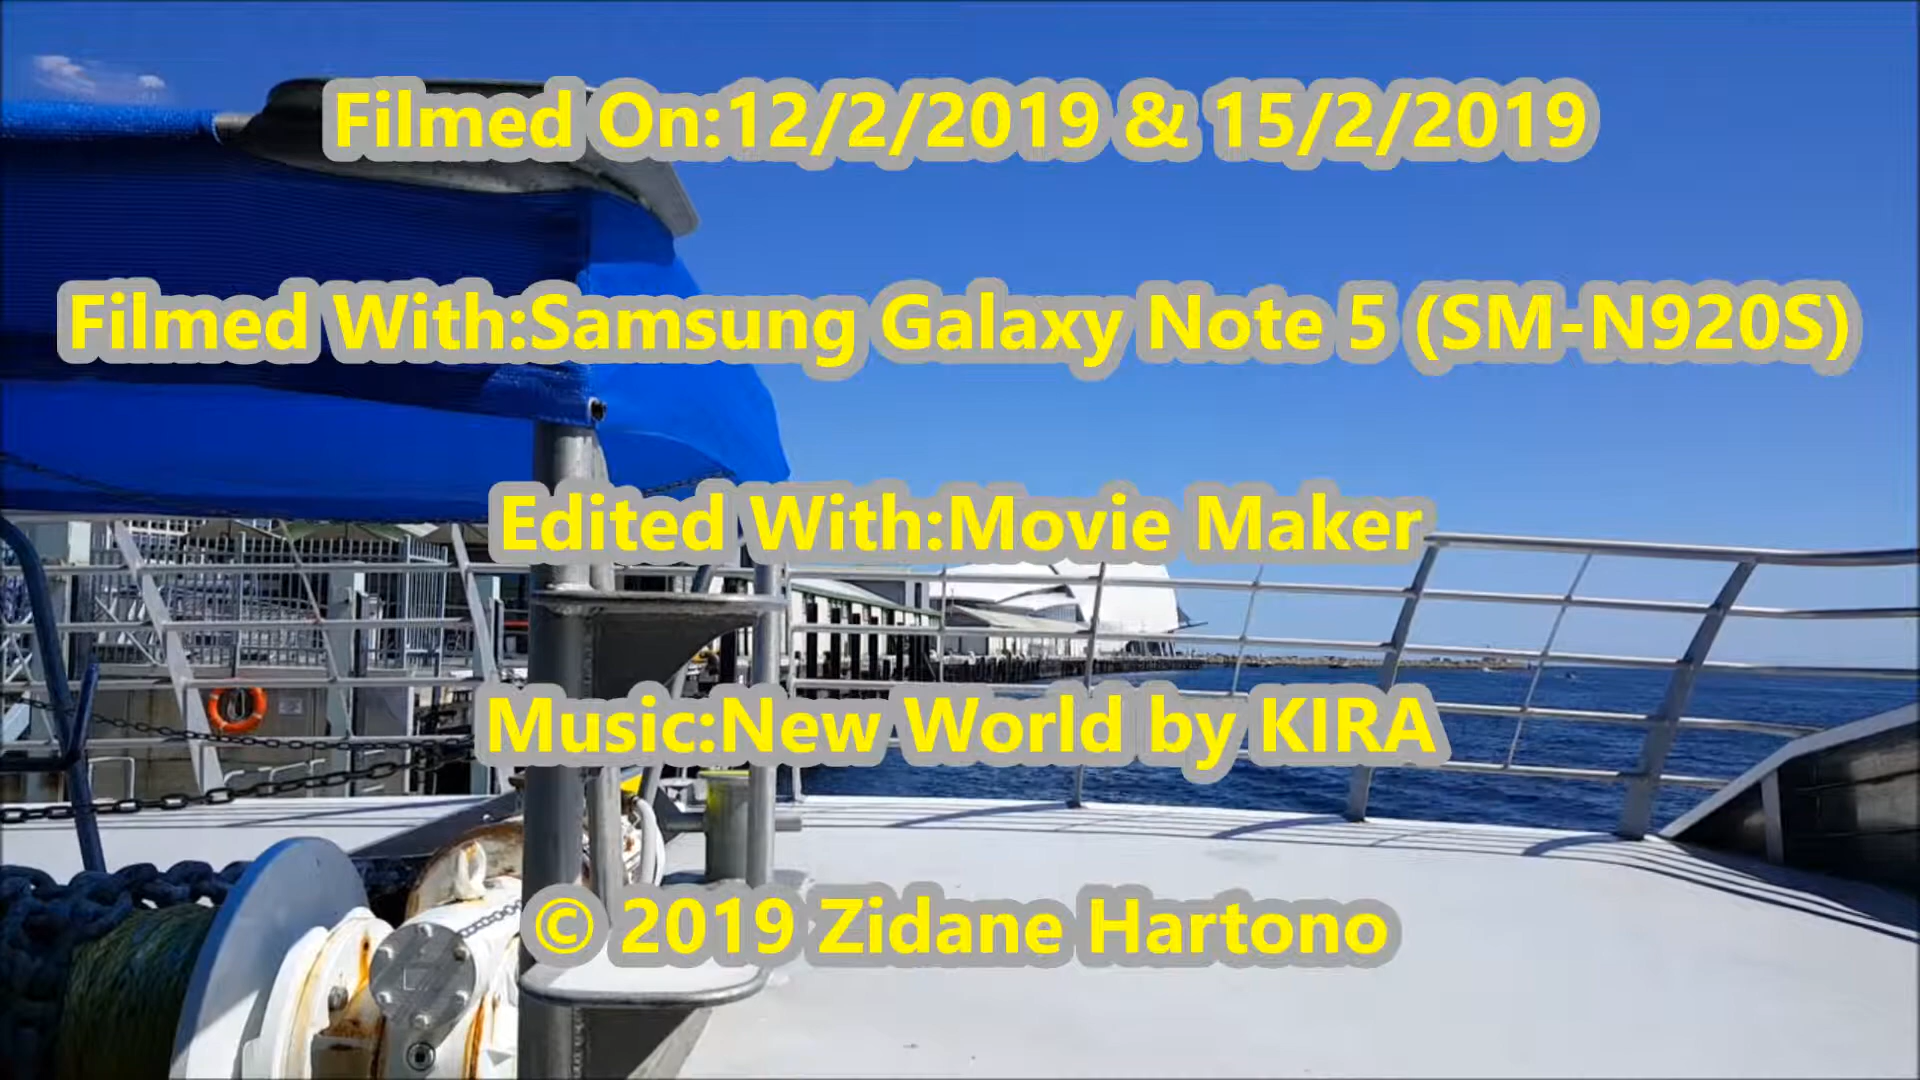 Filmed On:12/2/2019 & 15/2/2019
Filmed With:Samsung Galaxy Note 5 (SM-N920S)
Edited With:Movie Maker
Music:New World by KIRA
© 2019 Zidane Hartono